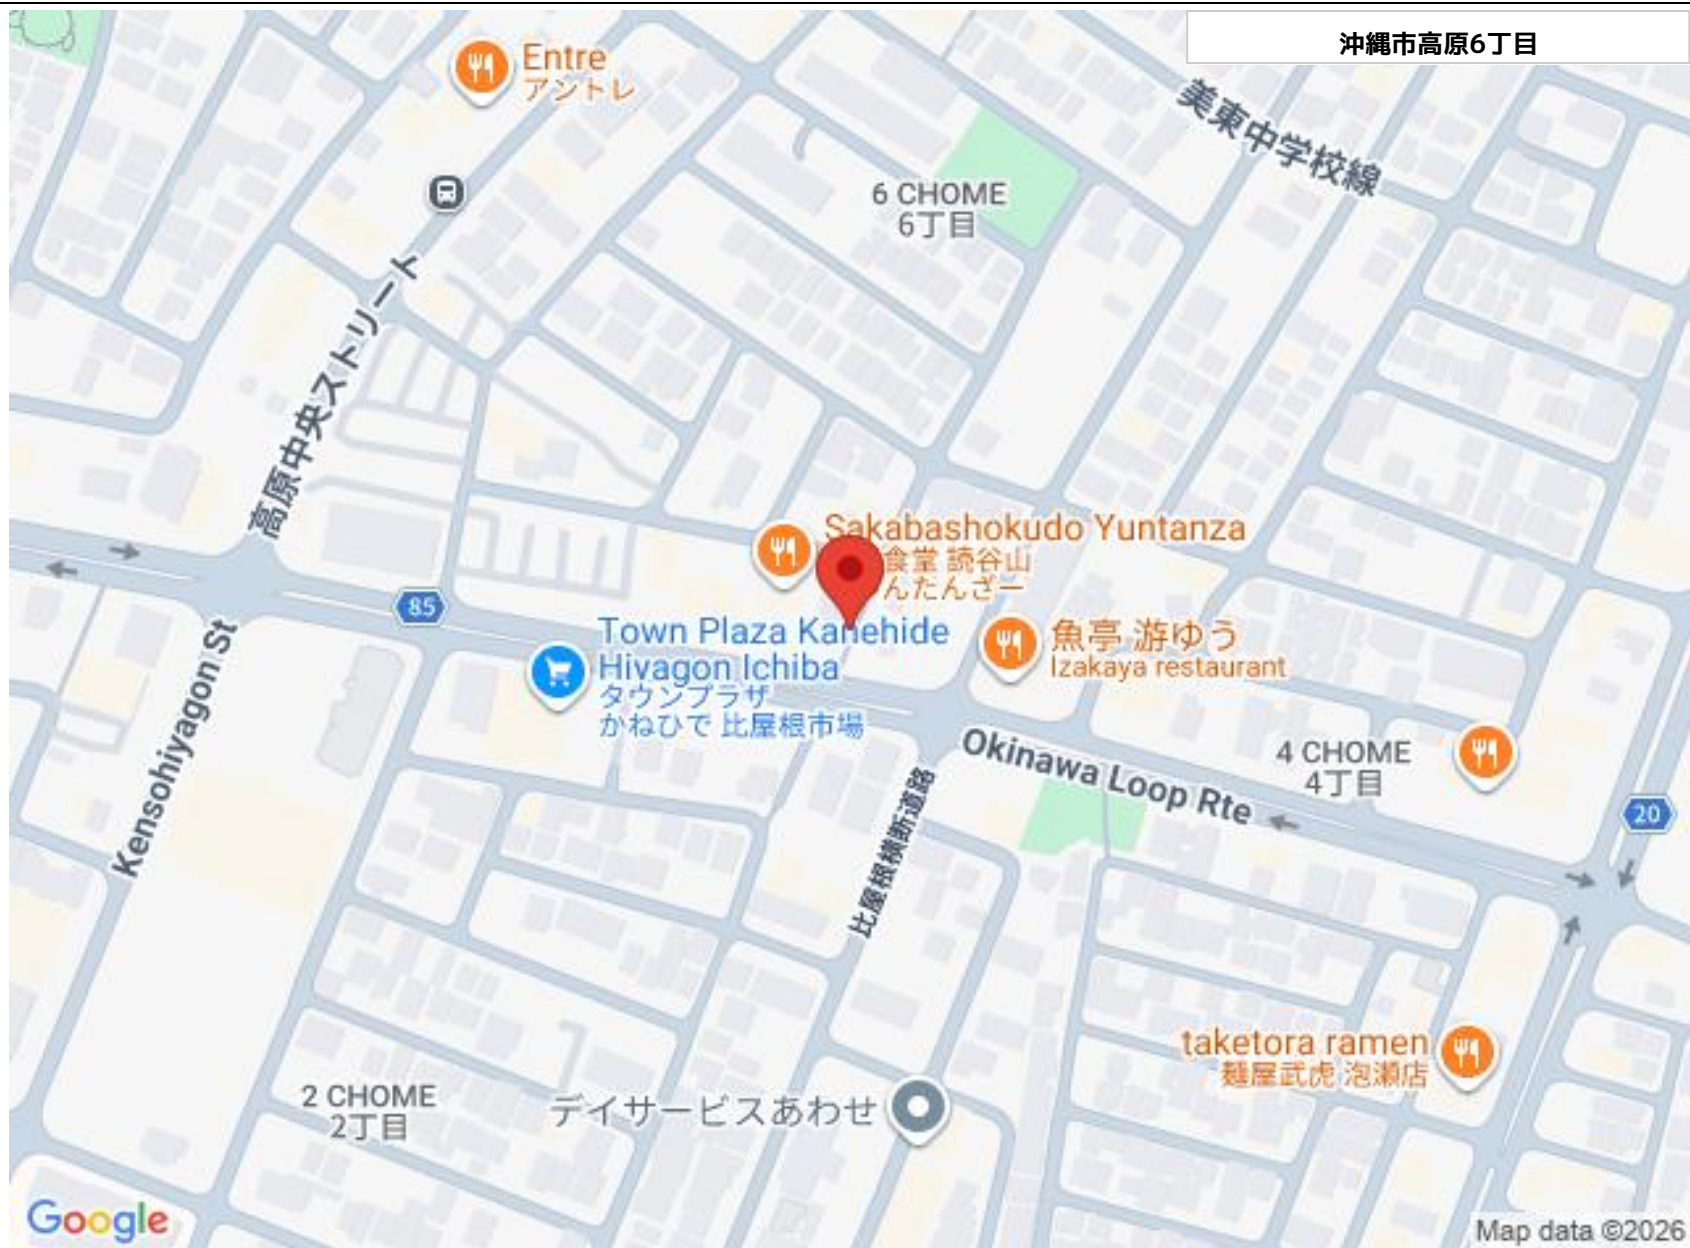 沖縄市高原6丁目
Entre
アントレ
美東中学校線
6 CHOME
6丁目
高原中央ストリート
Sakabashokudo Yuntanza
食堂 読谷山
んたんざー
85
Town Plaza Kanehide
Hiyagon Ichiba
タウンプラザ
かねひで 比屋根市場
魚亭 游ゆう
Izakaya restaurant
Kensohiyagon St
Okinawa Loop Rte
4 CHOME
4丁目
20
比屋根横断道路
taketora ramen
麺屋武虎 泡瀬店
2 CHOME
2丁目
デイサービスあわせ
Google
Map data ©2026